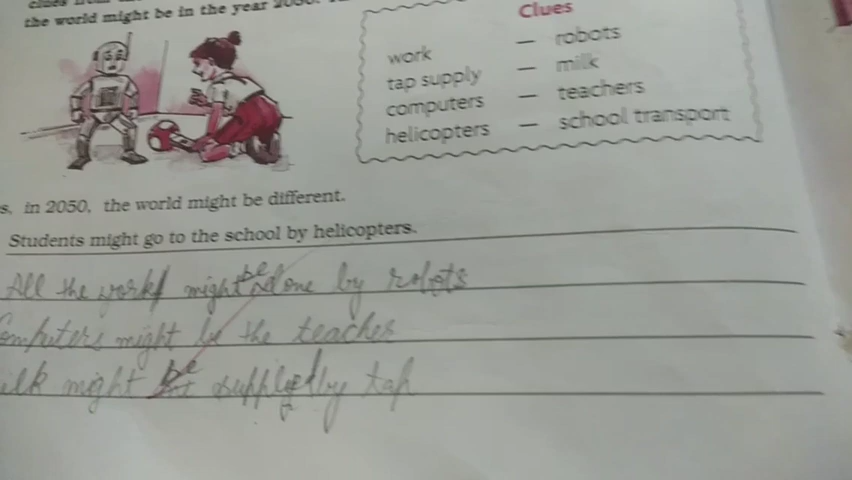 the world might be in the year 2050.
Clues
work — robots
tap supply — milk
computers — teachers
helicopters — school transport
s, in 2050, the world might be different.
Students might go to the school by helicopters.
All the work might be done by robots
omputers might be the teacher
ilk might be supplied by tap